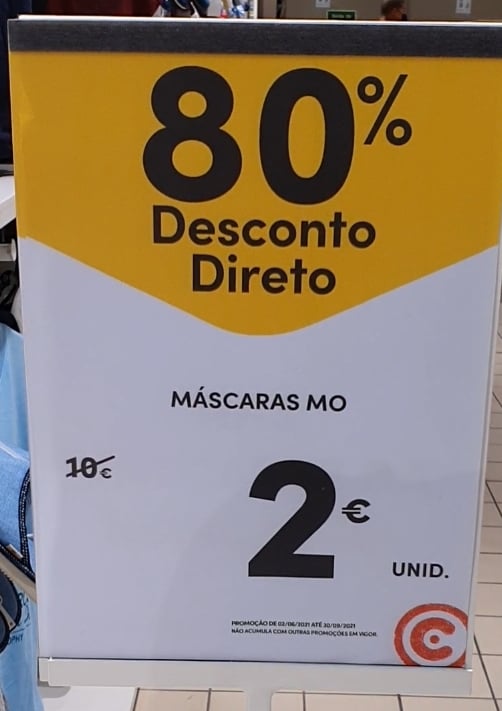 80%
Desconto
Direto
MÁSCARAS MO
10€
2€
UNID.
PROMOÇÃO DE 02/06/2021 ATÉ 30/09/2021
NÃO ACUMULA COM OUTRAS PROMOÇÕES EM VIGOR.
C